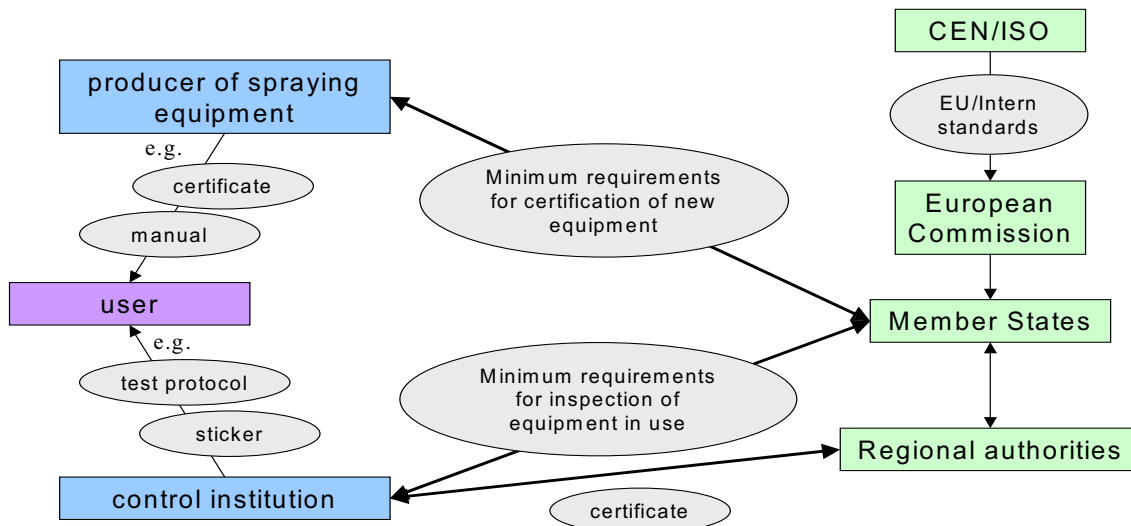 CEN/ISO
producer of spraying
equipment
EU/Intern
standards
e.g.
certificate
Minimum requirements
for certification of new
equipment
manual
European
Commission
user
Member States
e.g.
test protocol
Minimum requirements
for inspection of
equipment in use
sticker
Regional authorities
control institution
certificate